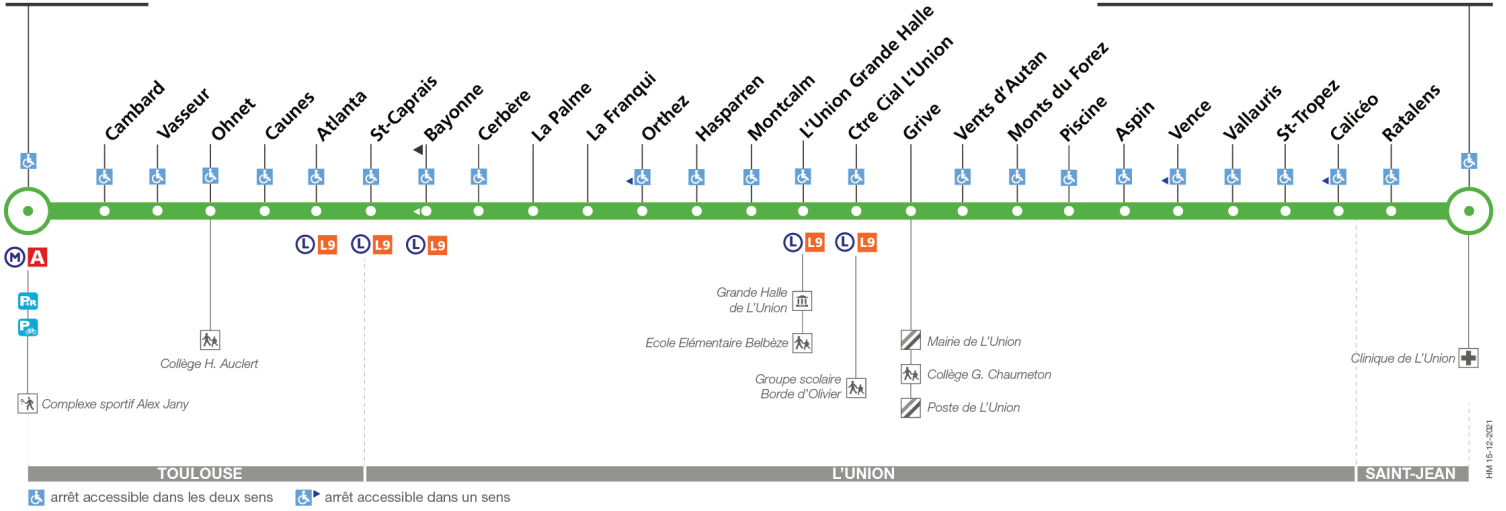 Cambard
Vasseur
Ohnet
Caunes
Atlanta
St-Caprais
Bayonne
Cerbère
La Palme
La Franqui
Orthez
Hasparren
Montcalm
L'Union Grande Halle
Ctre Cial L'Union
Grive
Vents d'Autan
Monts du Forez
Piscine
Aspin
Vence
Vallauris
St-Tropez
Calicéo
Ratalens
M A
L L9
L L9
L L9
L L9
L L9
P+R
P
Grande Halle
de L'Union
Ecole Elémentaire Belbèze
Mairie de L'Union
Collège H. Auclert
Clinique de L'Union
Groupe scolaire
Borde d'Olivier
Collège G. Chaumeton
Complexe sportif Alex Jany
Poste de L'Union
TOULOUSE
L'UNION
SAINT-JEAN
arrêt accessible dans les deux sens
arrêt accessible dans un sens
HM 15-12-2021